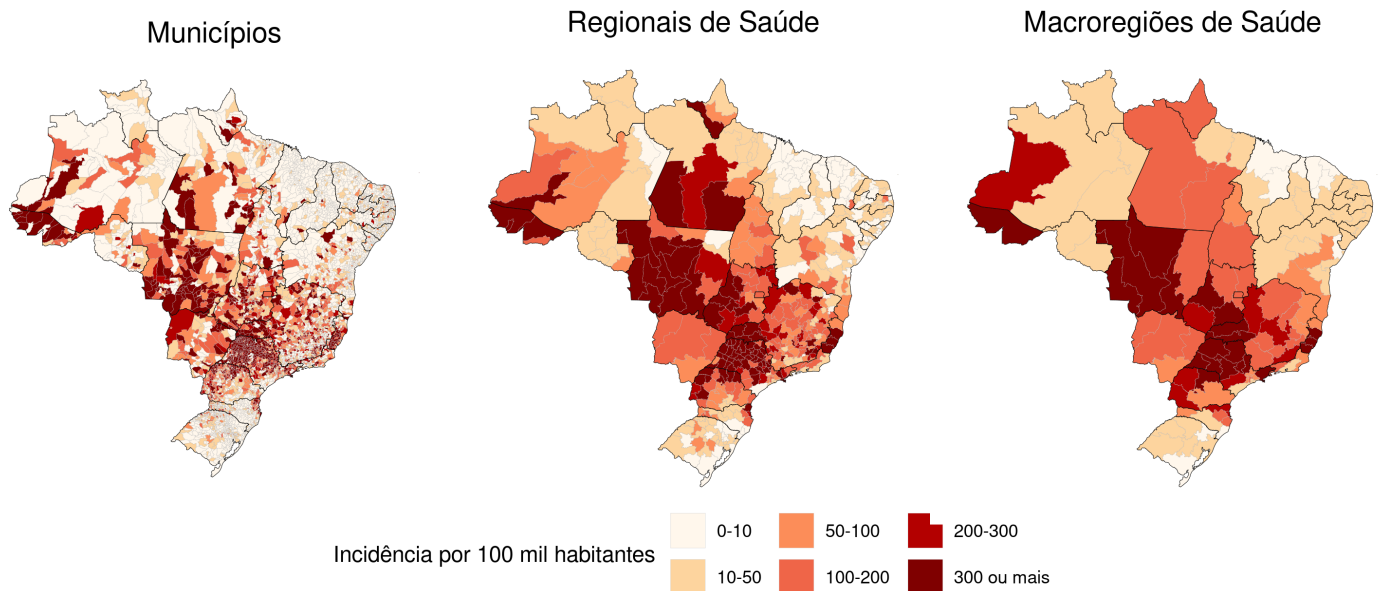 Municípios
Regionais de Saúde
Macroregiões de Saúde
Incidência por 100 mil habitantes
0-10
50-100
200-300
10-50
100-200
300 ou mais